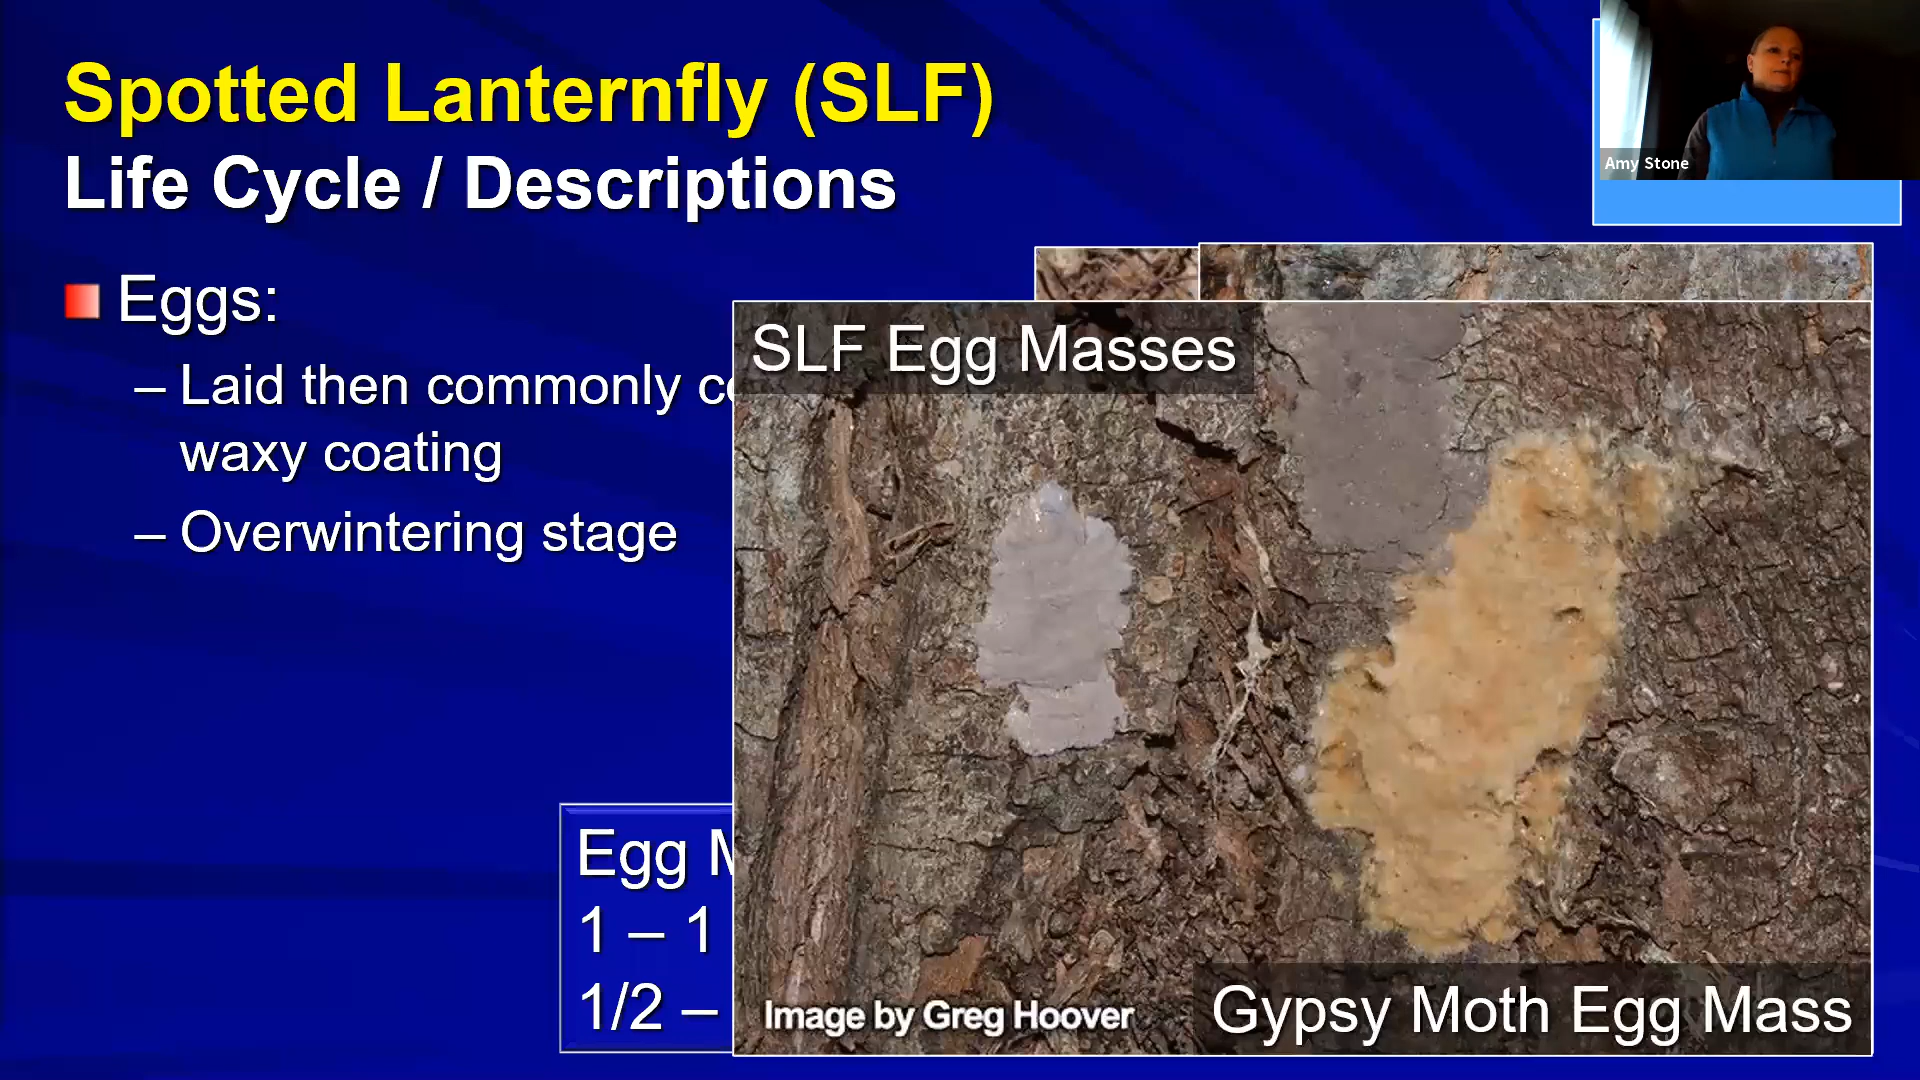 Spotted Lanternfly (SLF)
Life Cycle / Descriptions
Amy Stone
Eggs:
– Laid then commonly
waxy coating
– Overwintering stage
SLF Egg Masses
Egg
1 – 1
1/2 –
Image by Greg Hoover
Gypsy Moth Egg Mass